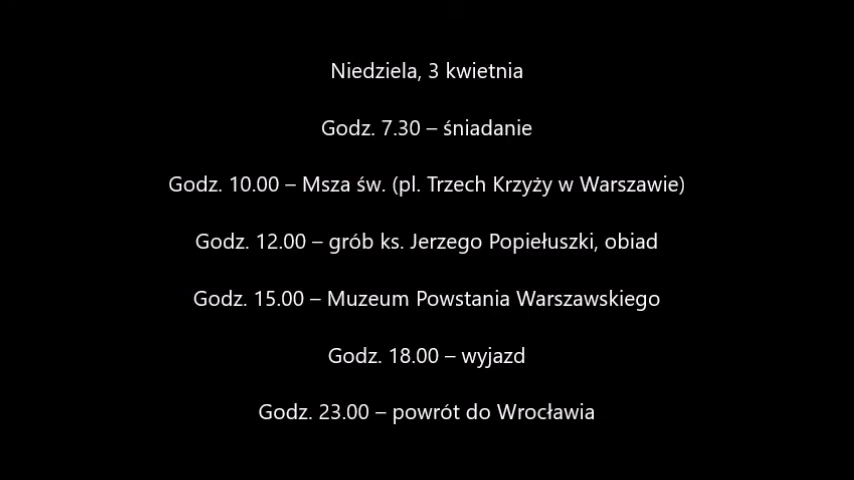 Niedziela, 3 kwietnia
Godz. 7.30 – śniadanie
Godz. 10.00 – Msza św. (pl. Trzech Krzyży w Warszawie)
Godz. 12.00 – grób ks. Jerzego Popiełuszki, obiad
Godz. 15.00 – Muzeum Powstania Warszawskiego
Godz. 18.00 – wyjazd
Godz. 23.00 – powrót do Wrocławia